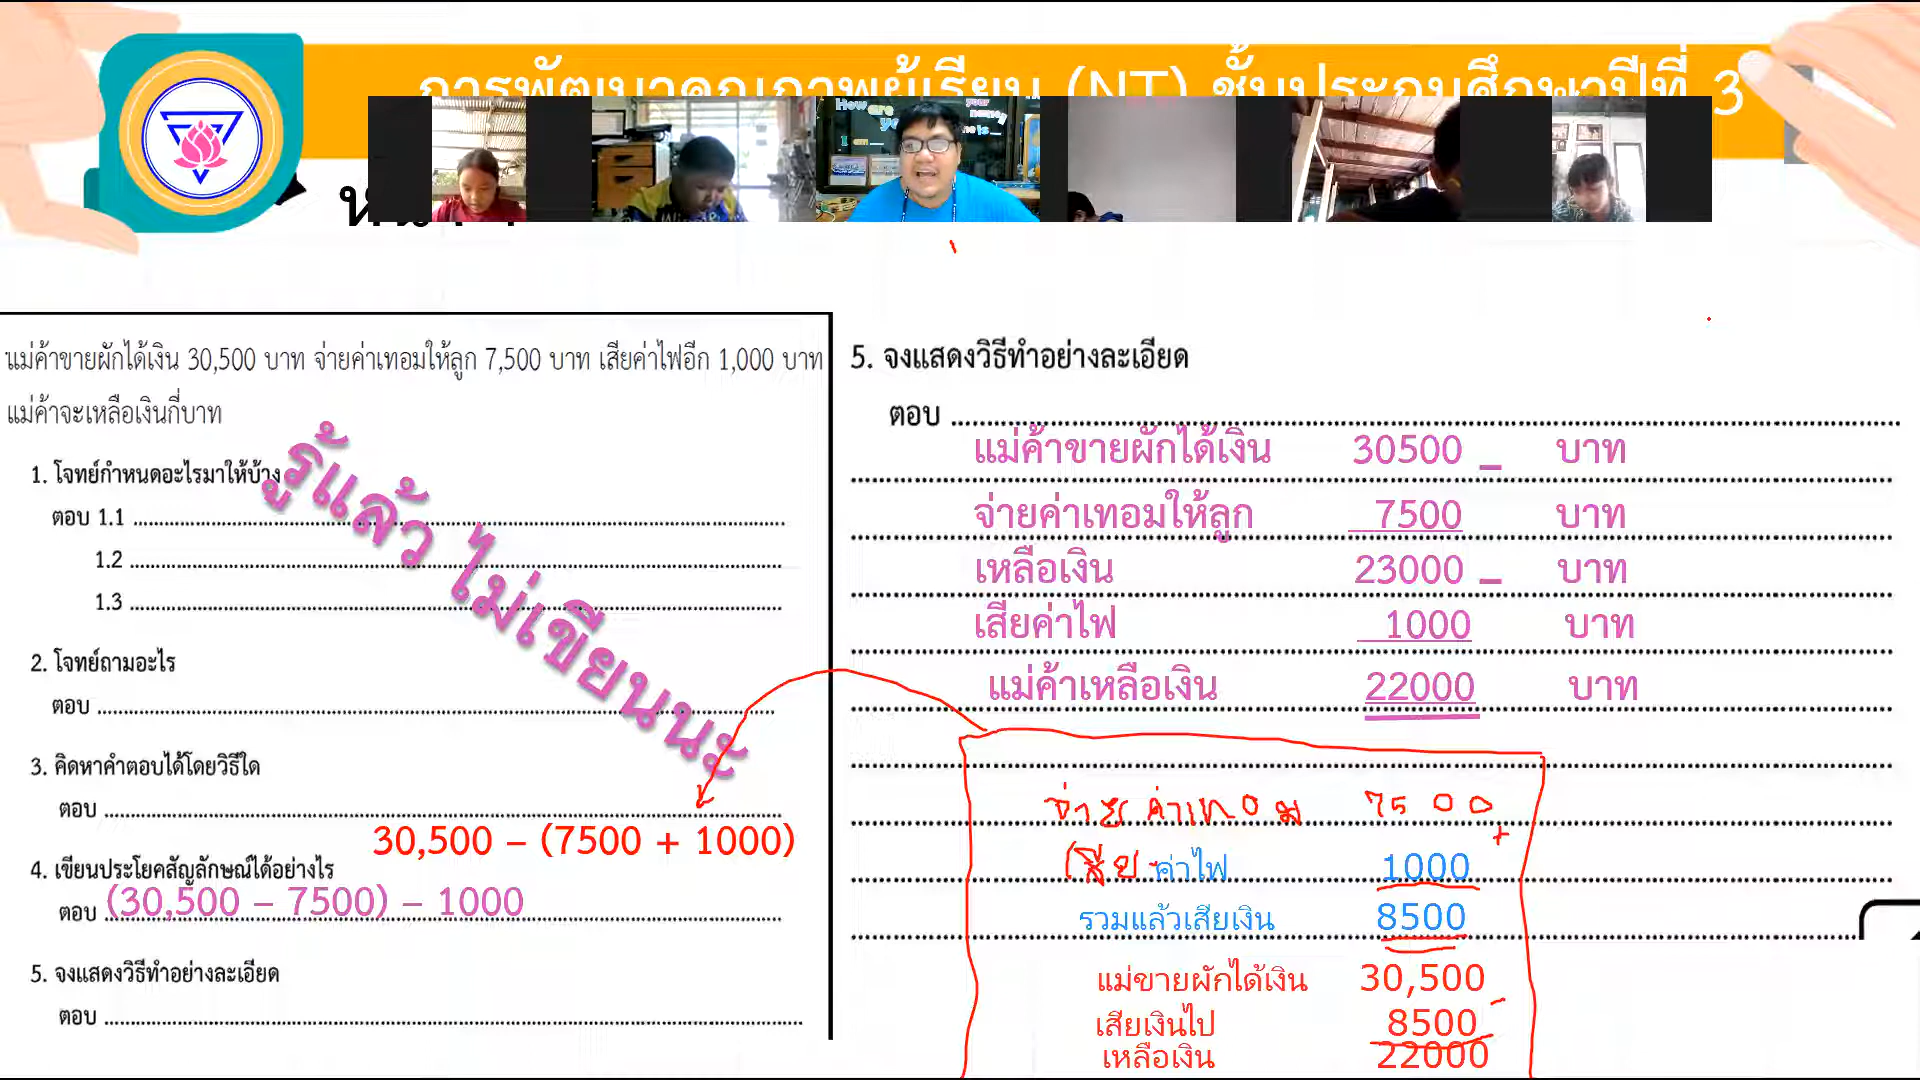 การพัฒนาคุณภาพผู้เรียน (NT) ชั้นประถมศึกษาปีที่ 3
How are
your
แม่ค้าขายผักได้เงิน 30,500 บาท จ่ายค่าเทอมให้ลูก 7,500 บาท เสียค่าไฟอีก 1,000 บาท
แม่ค้าจะเหลือเงินกี่บาท
รู้แล้ว ไม่เขียนนะ
1. โจทย์กำหนดอะไรมาให้บ้าง
ตอบ 1.1
1.2
1.3
2. โจทย์ถามอะไร
ตอบ
3. คิดหาคำตอบได้โดยวิธีใด
ตอบ
30,500 – (7500 + 1000)
4. เขียนประโยคสัญลักษณ์ได้อย่างไร
ตอบ (30,500 – 7500) – 1000
5. จงแสดงวิธีทำอย่างละเอียด
ตอบ
5. จงแสดงวิธีทำอย่างละเอียด
ตอบ
แม่ค้าขายผักได้เงิน 30500 – บาท
จ่ายค่าเทอมให้ลูก 7500 บาท
เหลือเงิน 23000 – บาท
เสียค่าไฟ 1000 บาท
แม่ค้าเหลือเงิน 22000 บาท
จ่ายค่าเทอม 7500
+
เสียค่าไฟ 1000
รวมแล้วเสียเงิน 8500
แม่ขายผักได้เงิน 30,500
–
เสียเงินไป 8500
เหลือเงิน 22000